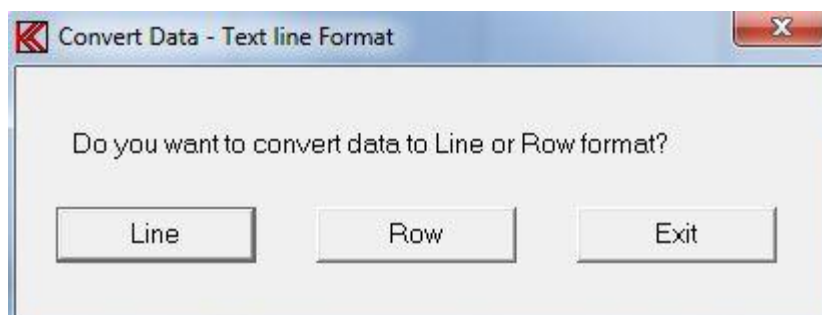 Convert Data - Text line Format
Do you want to convert data to Line or Row format?
Line
Row
Exit